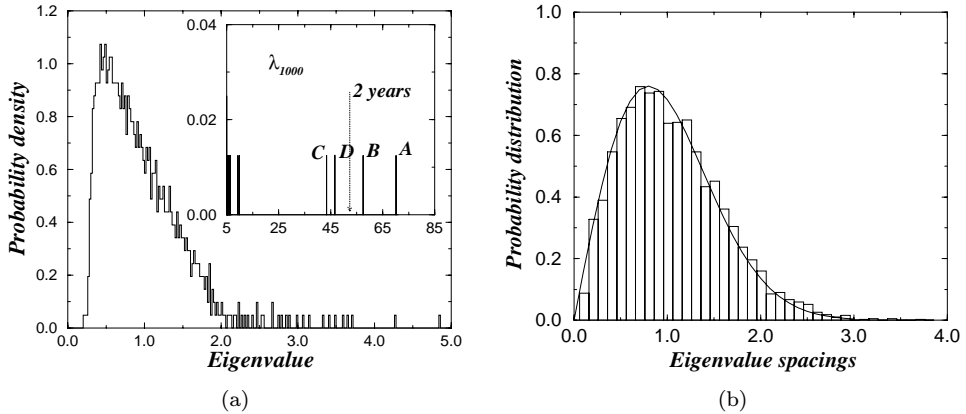 1.2
1.0
0.8
0.6
0.4
0.2
0.0
Probability density
0.0 1.0 2.0 3.0 4.0 5.0
Eigenvalue
0.04
0.02
0.00
λ1000
2 years
C D B A
5 25 45 65 85
(a)
1.0
0.8
0.6
0.4
0.2
0.0
Probability distribution
0.0 1.0 2.0 3.0 4.0
Eigenvalue spacings
(b)